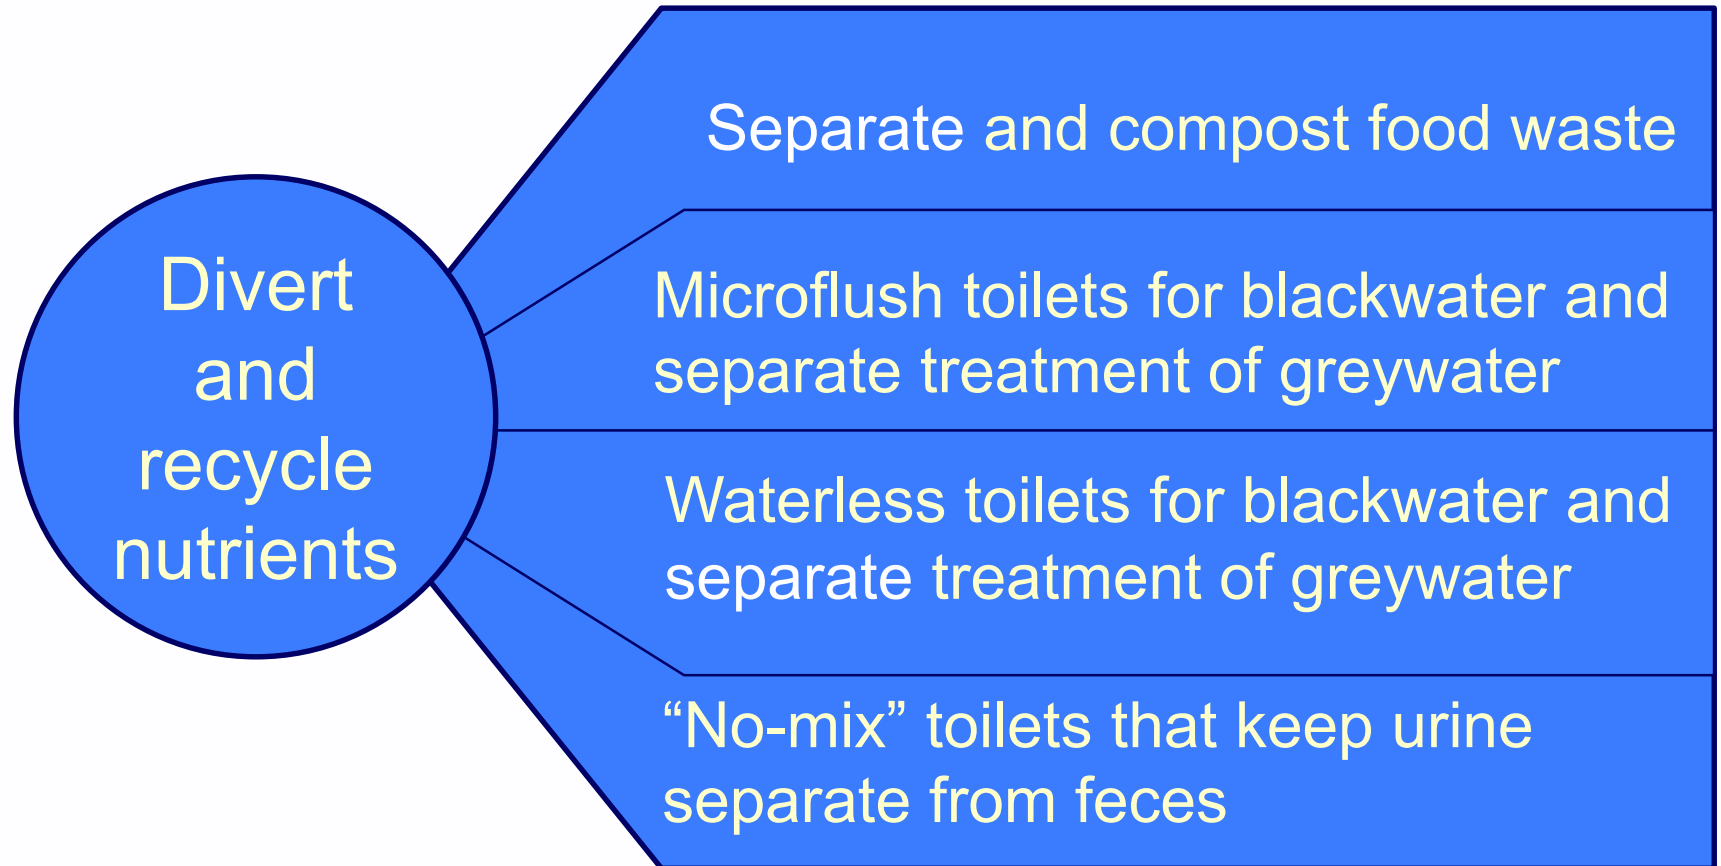 Divert
and
recycle
nutrients
Separate and compost food waste
Microflush toilets for blackwater and
separate treatment of greywater
Waterless toilets for blackwater and
separate treatment of greywater
“No-mix” toilets that keep urine
separate from feces